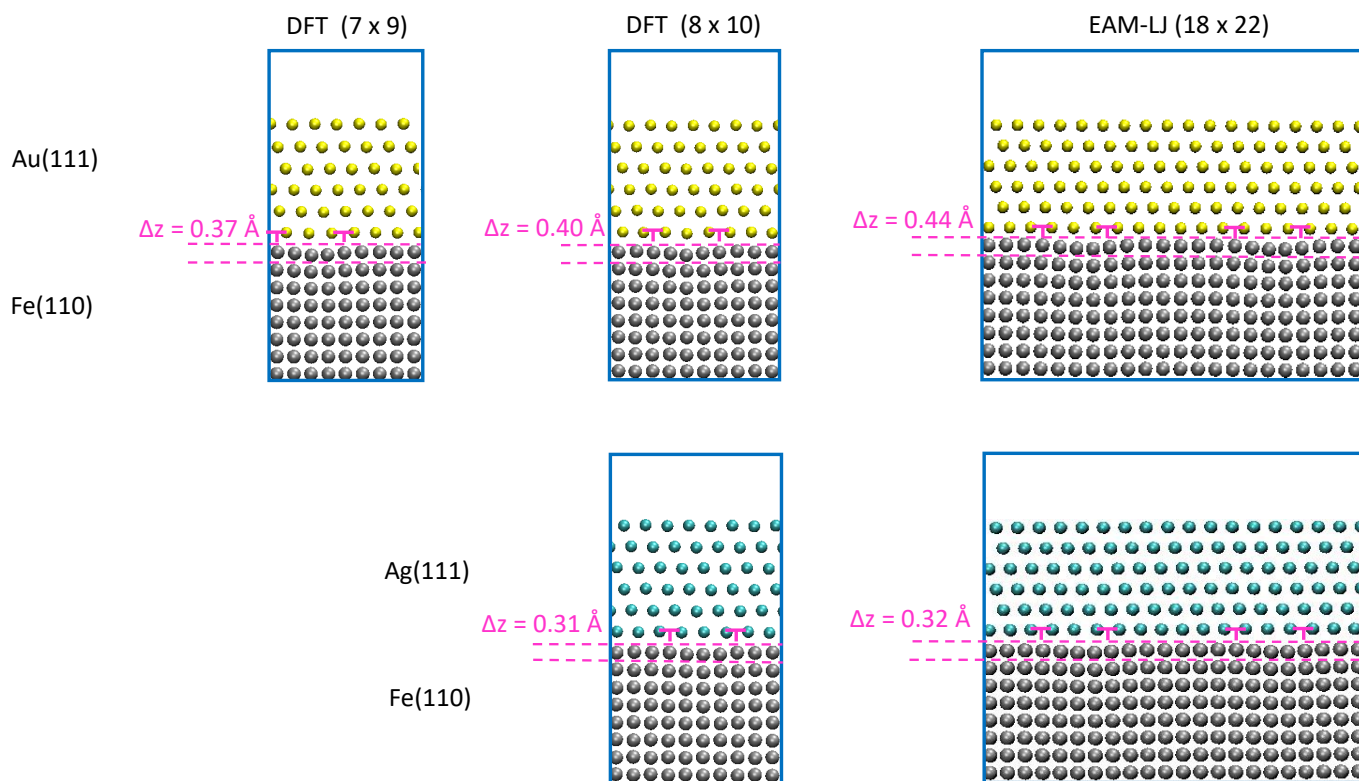 DFT (7 x 9)
DFT (8 x 10)
EAM-LJ (18 x 22)
Au(111)
Δz = 0.37 Å
Δz = 0.40 Å
Δz = 0.44 Å
Fe(110)
Ag(111)
Δz = 0.31 Å
Δz = 0.32 Å
Fe(110)